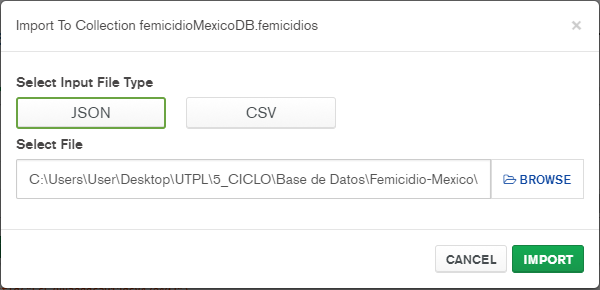 Import To Collection femicidioMexicoDB.femicidios ×
Select Input File Type
JSON CSV
Select File
C:\Users\User\Desktop\UTPL\5_CICLO\Base de Datos\Femicidio-Mexico\ BROWSE
CANCEL IMPORT